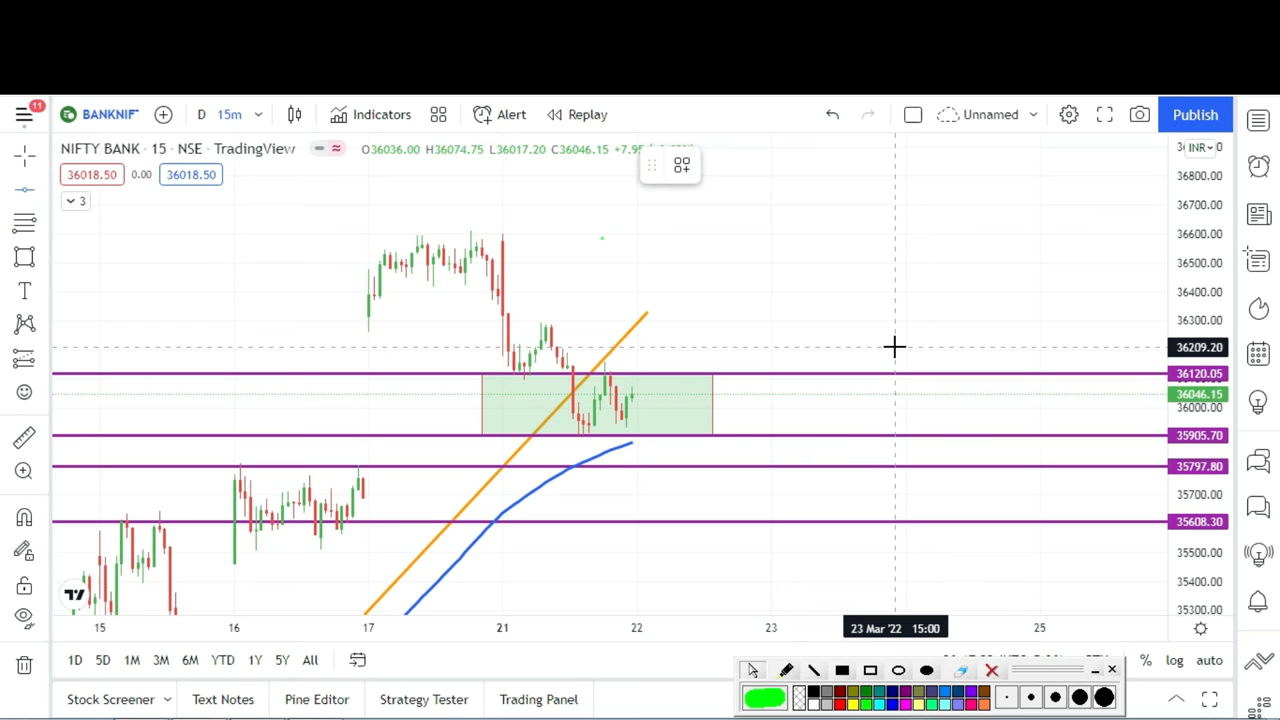 11
BANKNIF
D 15m
Indicators
Alert
Replay
Unnamed
Publish
NIFTY BANK · 15 · NSE · TradingView
O36036.00 H36074.75 L36017.20 C36046.15 +7.95
INR
36018.50 0.00 36018.50
3
36800.00
36700.00
36600.00
36500.00
36400.00
36300.00
36209.20
36120.05
36046.15
36000.00
35905.70
35797.80
35700.00
35608.30
35500.00
35400.00
35300.00
15 16 17 21 22 23 23 Mar '22 15:00 25
1D 5D 1M 3M 6M YTD 1Y 5Y All
% log auto
Stock Screener Text Notes Pine Editor Strategy Tester Trading Panel